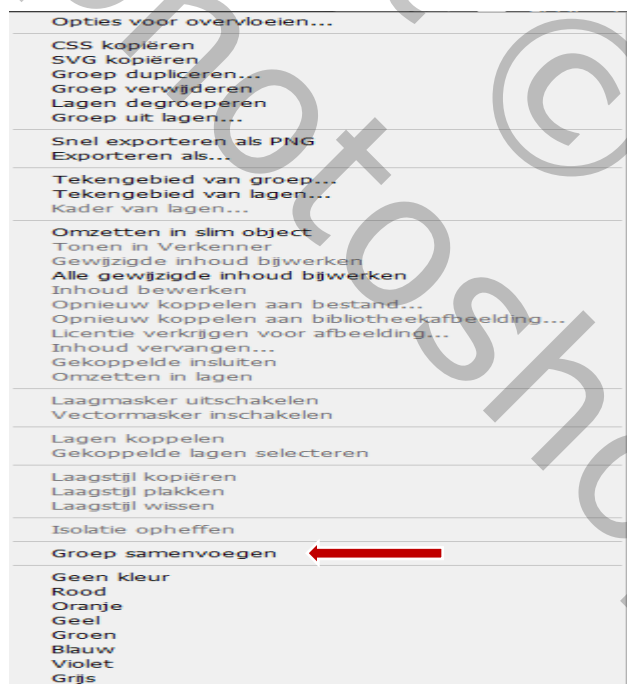 Opties voor overvloeien...
CSS kopiëren
SVG kopiëren
Groep dupliceren...
Groep verwijderen
Lagen degroeperen
Groep uit lagen...
Snel exporteren als PNG
Exporteren als...
Tekengebied van groep...
Tekengebied van lagen...
Kader van lagen...
Omzetten in slim object
Tonen in Verkenner
Gewijzigde inhoud bijwerken
Alle gewijzigde inhoud bijwerken
Inhoud bewerken
Opnieuw koppelen aan bestand...
Opnieuw koppelen aan bibliotheekafbeelding...
Licentie verkrijgen voor afbeelding...
Inhoud vervangen...
Gekoppelde insluiten
Omzetten in lagen
Laagmasker uitschakelen
Vectormasker inschakelen
Lagen koppelen
Gekoppelde lagen selecteren
Laagstijl kopiëren
Laagstijl plakken
Laagstijl wissen
Isolatie opheffen
Groep samenvoegen
Geen kleur
Rood
Oranje
Geel
Groen
Blauw
Violet
Grijs